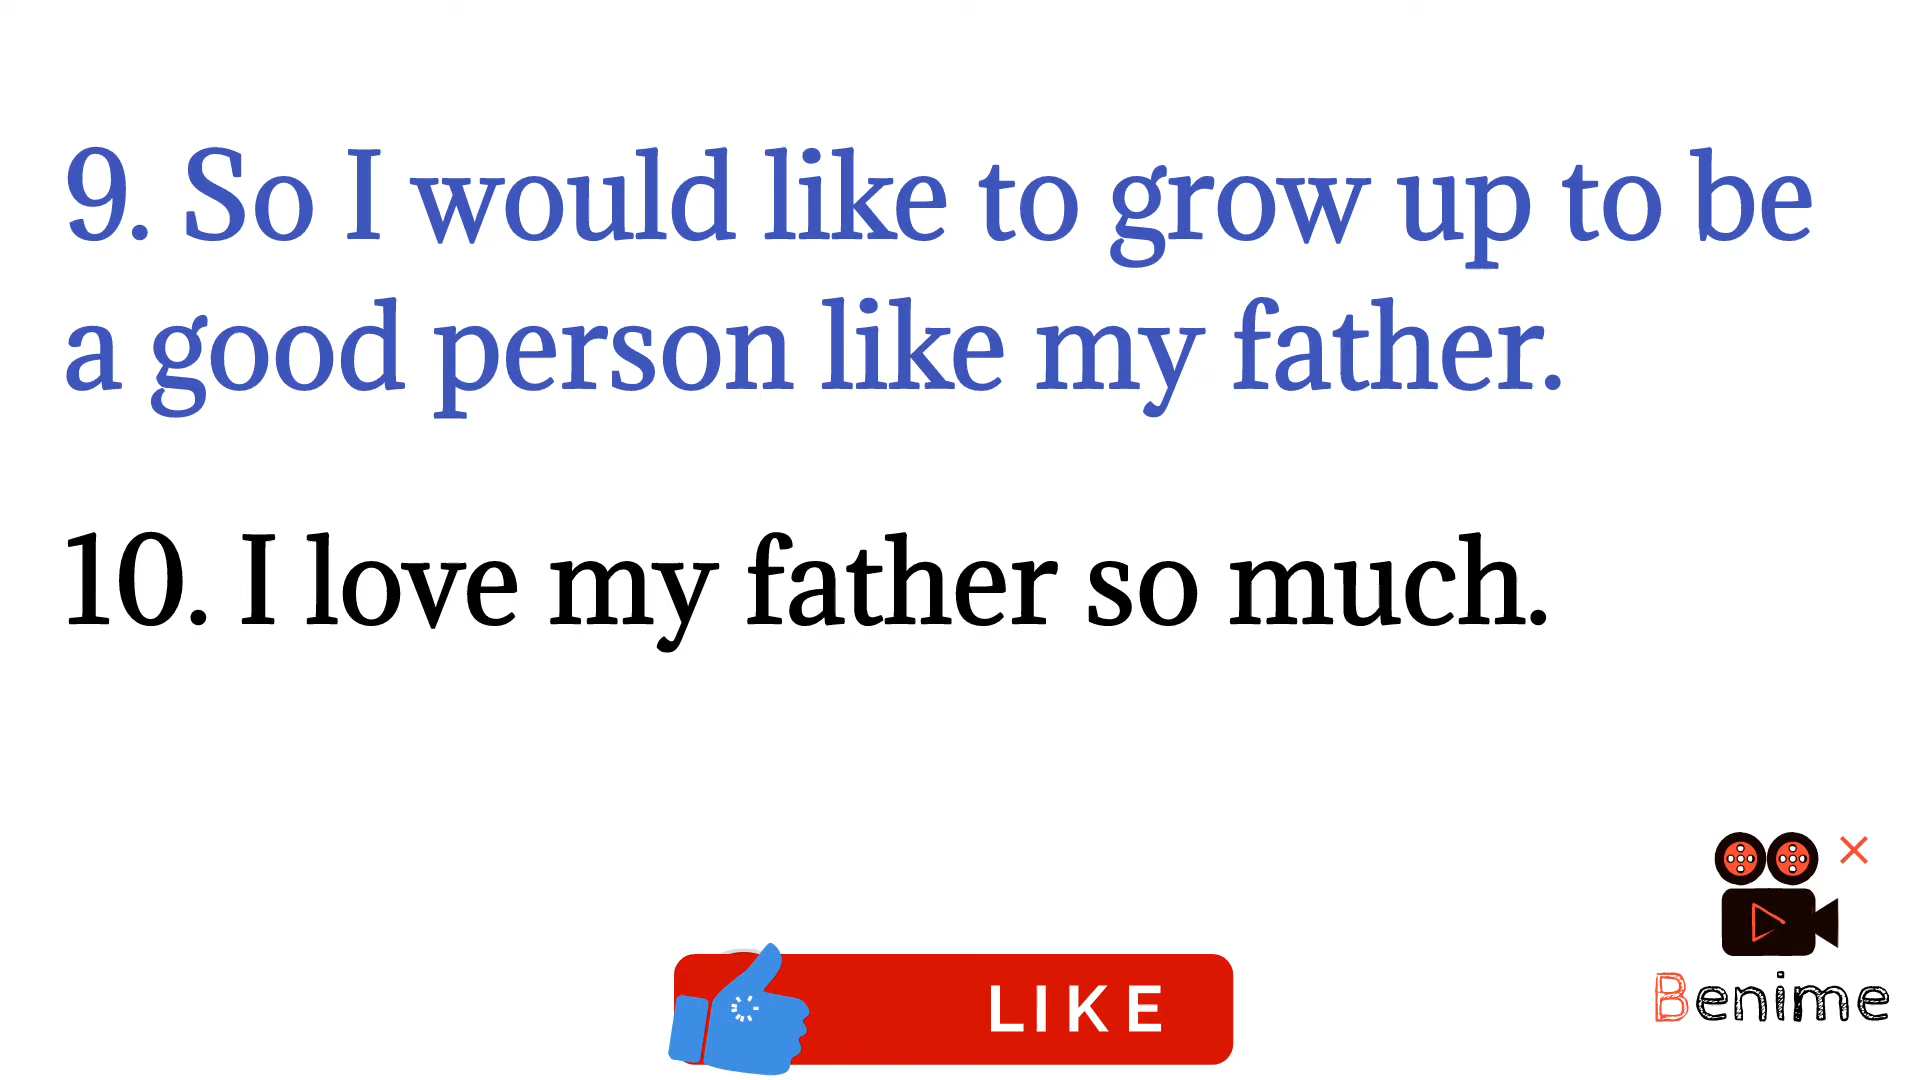 9. So I would like to grow up to be
a good person like my father.
10. I love my father so much.
LIKE
Benime